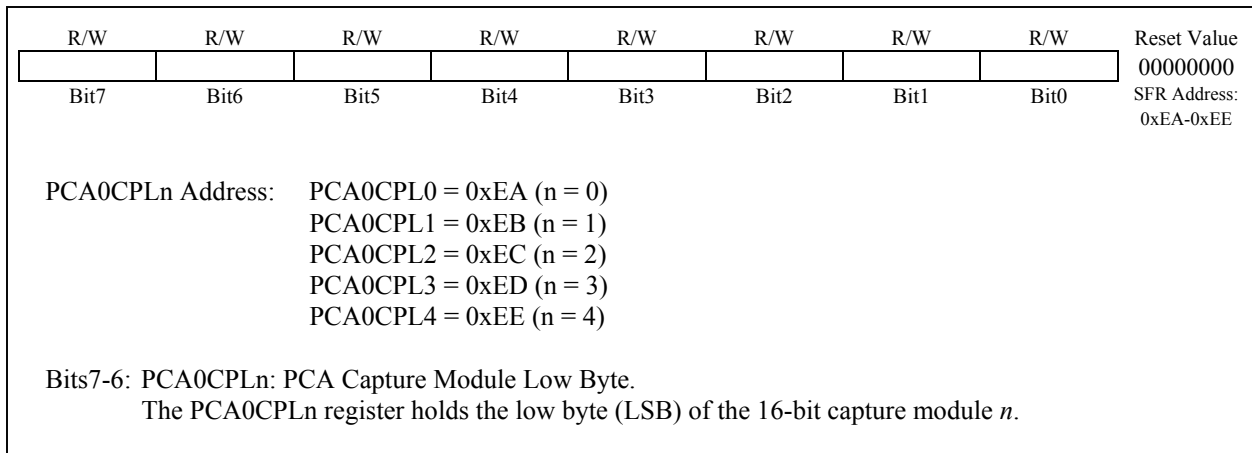 R/W R/W R/W R/W R/W R/W R/W R/W Reset Value
00000000
Bit7 Bit6 Bit5 Bit4 Bit3 Bit2 Bit1 Bit0 SFR Address:
0xEA-0xEE
PCA0CPLn Address: PCA0CPL0 = 0xEA (n = 0)
PCA0CPL1 = 0xEB (n = 1)
PCA0CPL2 = 0xEC (n = 2)
PCA0CPL3 = 0xED (n = 3)
PCA0CPL4 = 0xEE (n = 4)
Bits7-6: PCA0CPLn: PCA Capture Module Low Byte.
The PCA0CPLn register holds the low byte (LSB) of the 16-bit capture module n.